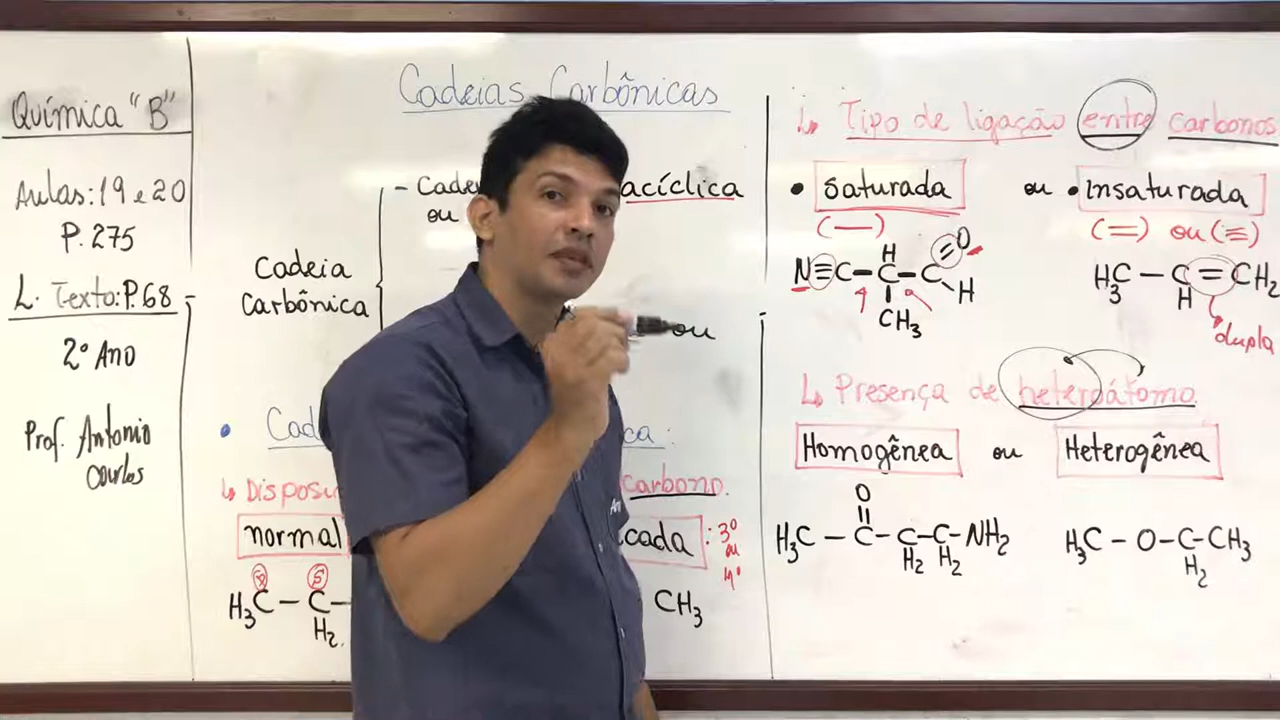 Química "B"
Aulas: 19 e 20
P. 275
L. Texto: P.68
2º Ano
Prof. Antonio
Carlos
Cadeias Carbônicas
Cadeia
Carbônica
acíclica
ou
ou
carbono.
normal
: 3º
ou
4º
H3C – C –
H2
CH3
↳ Tipo de ligação entre carbonos
• Saturada ou • Insaturada
(—) (=) ou (≡)
H
N≡C–C–C=O
H
CH3
H3C – C = CH2
H
dupla
↳ Presença de heteroátomo
Homogênea ou Heterogênea
O
H3C – C – C – C – NH2
H2 H2
H3C – O – C – CH3
H2